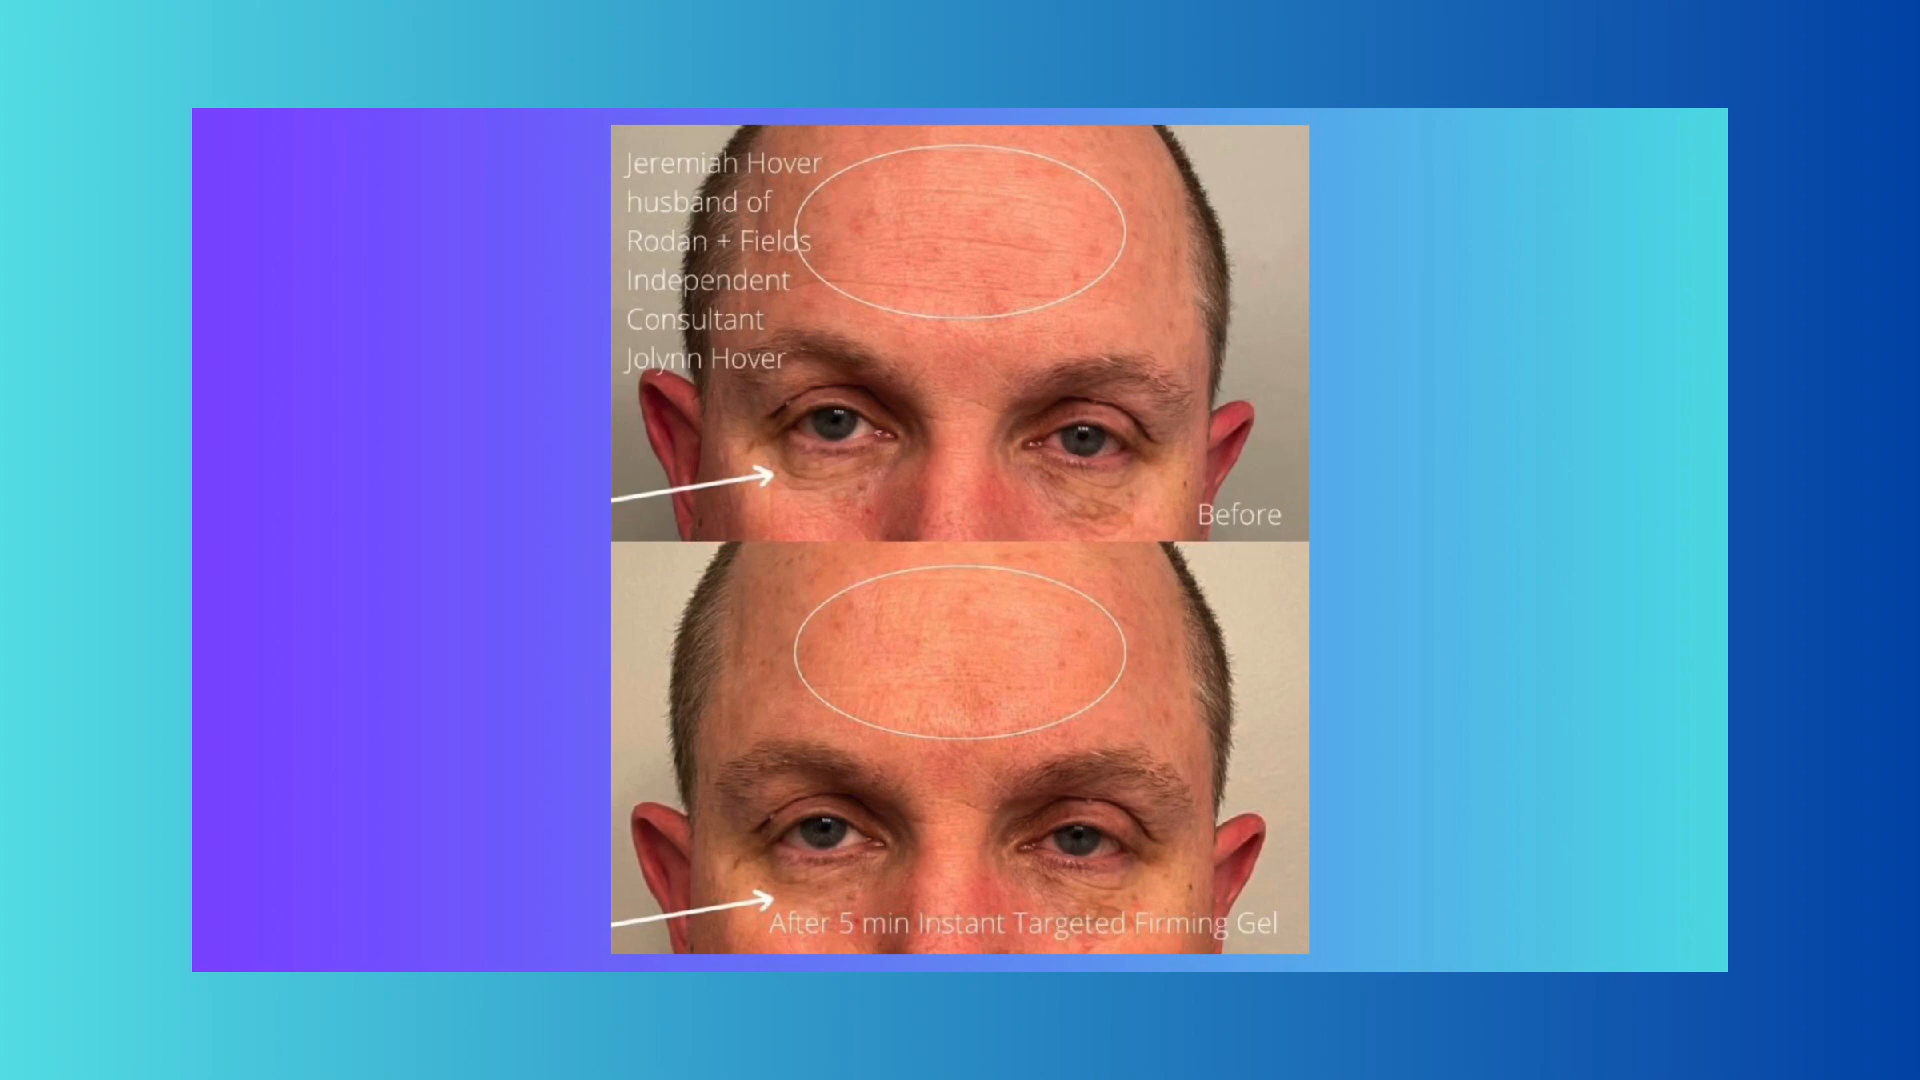 Jeremiah Hover
husband of
Rodan + Fields
Independent
Consultant
Jolynn Hover
Before
After 5 min Instant Targeted Firming Gel